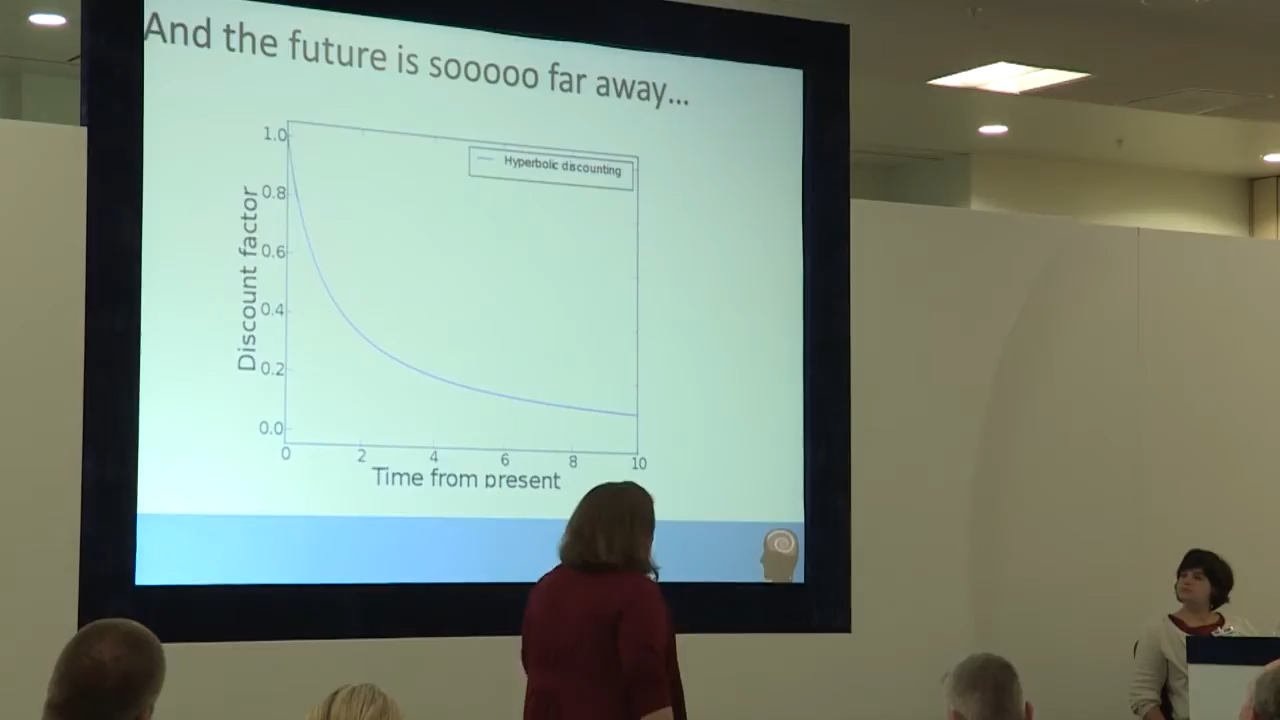 And the future is sooooo far away...
Hyperbolic discounting
1.0
0.8
0.6
0.4
0.2
0.0
Discount factor
0 2 4 6 8 10
Time from present